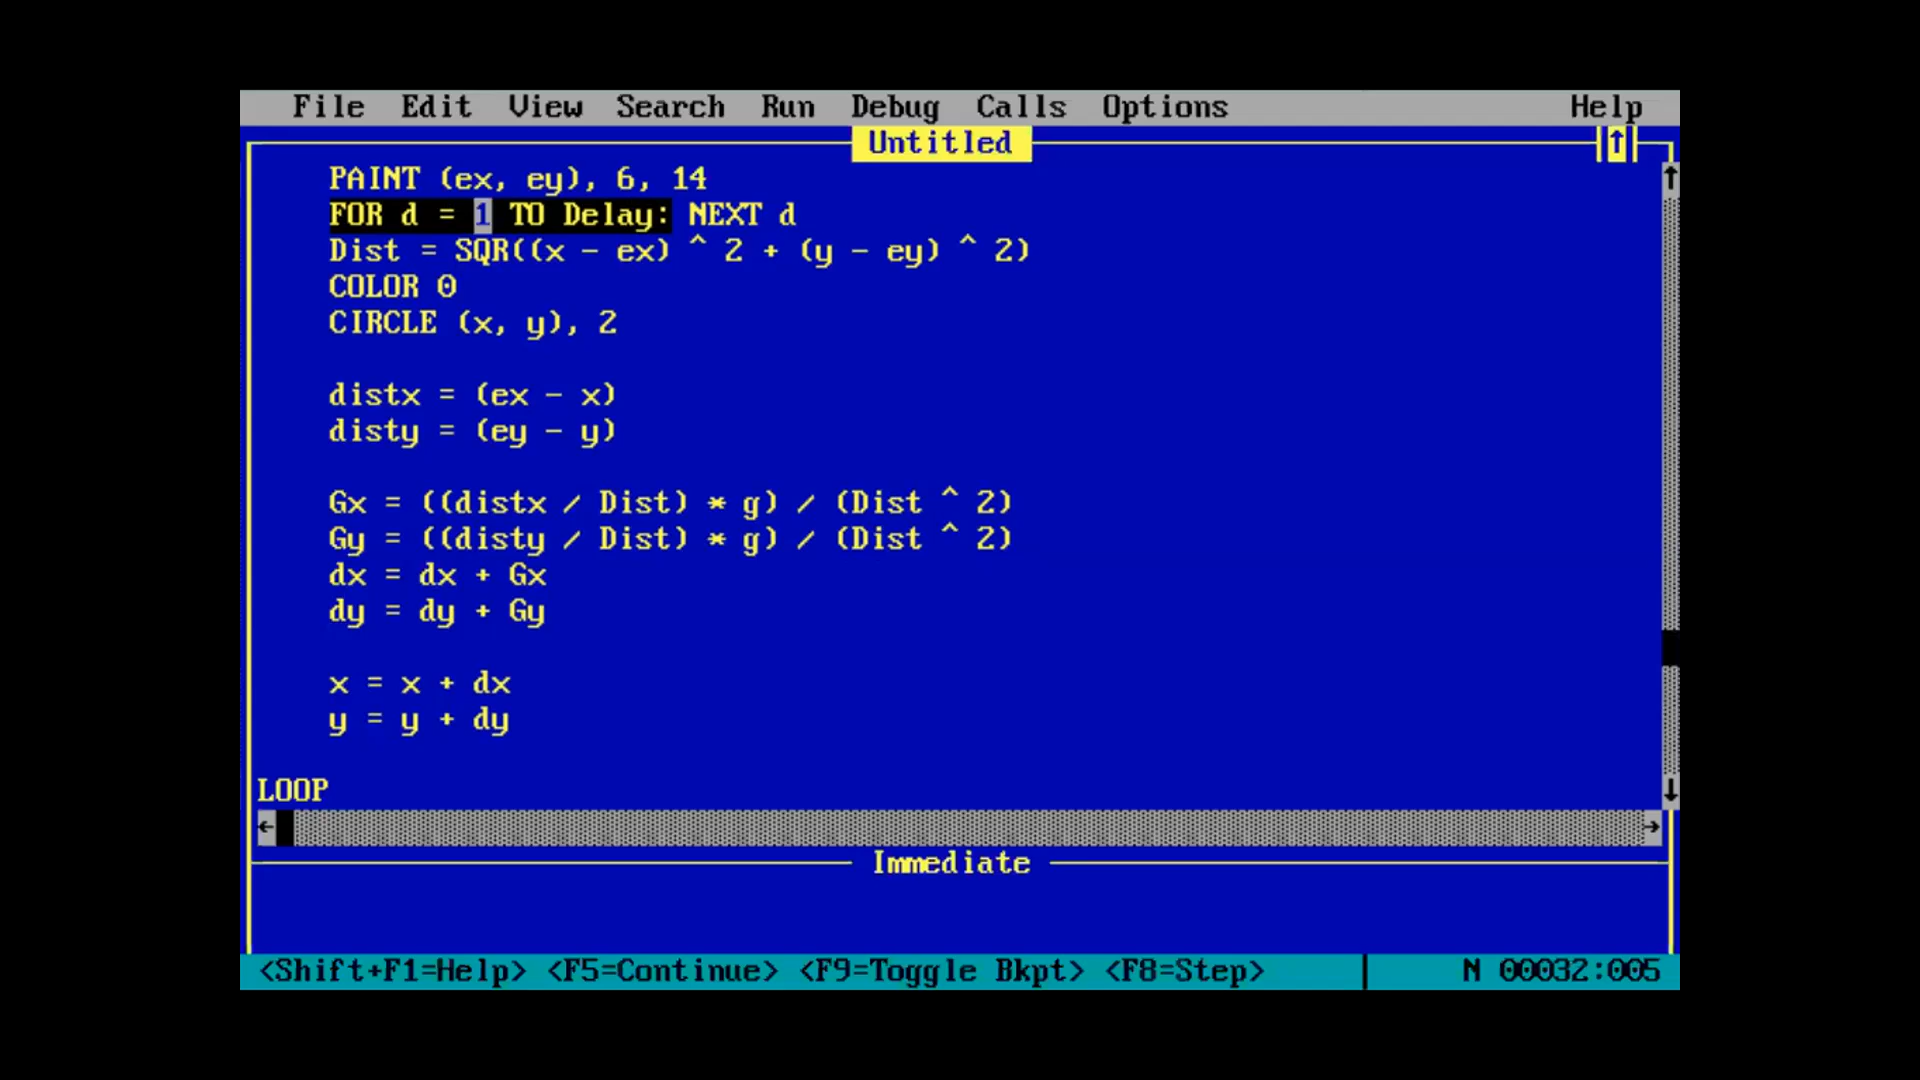 File Edit View Search Run Debug Calls Options Help
Untitled
↑
PAINT (ex, ey), 6, 14
FOR d = 1 TO Delay: NEXT d
Dist = SQR((x - ex) ^ 2 + (y - ey) ^ 2)
COLOR 0
CIRCLE (x, y), 2
distx = (ex - x)
disty = (ey - y)
Gx = ((distx / Dist) * g) / (Dist ^ 2)
Gy = ((disty / Dist) * g) / (Dist ^ 2)
dx = dx + Gx
dy = dy + Gy
x = x + dx
y = y + dy
LOOP
Immediate
<Shift+F1=Help> <F5=Continue> <F9=Toggle Bkpt> <F8=Step> N 00032:005